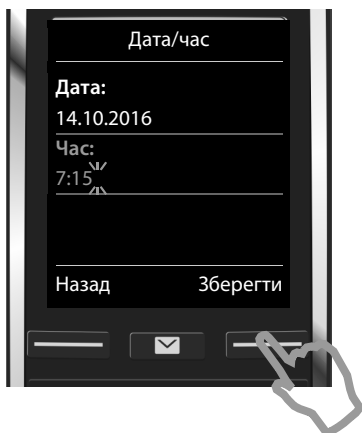 Дата/час
Дата:
14.10.2016
Час:
7:15
Назад Зберегти